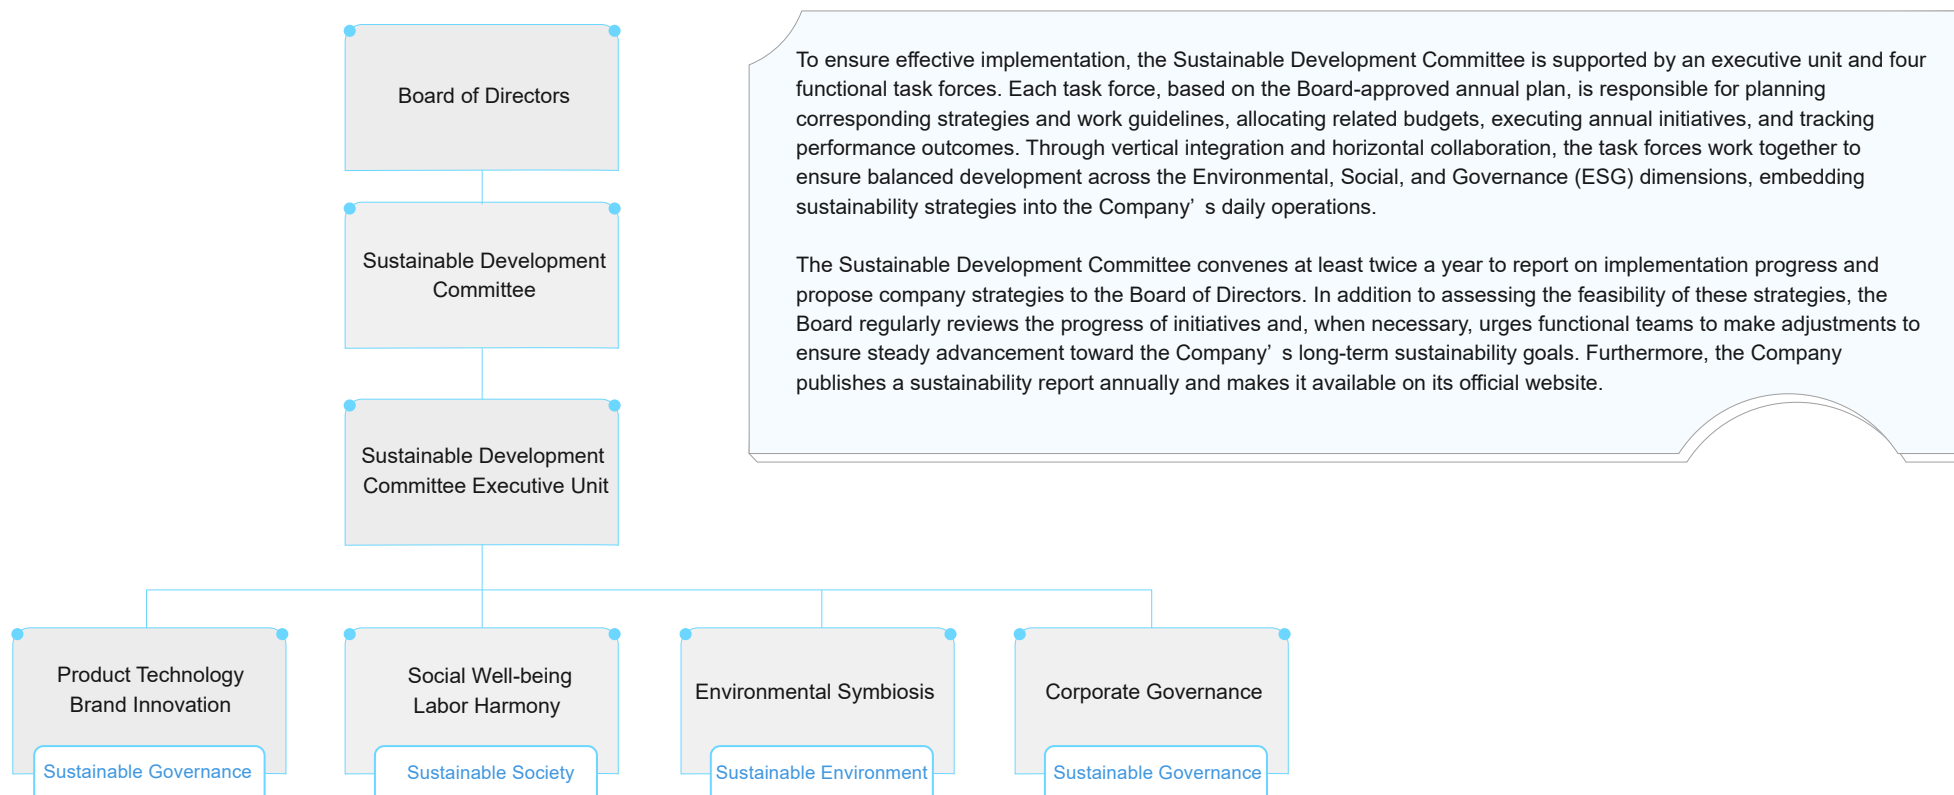 Board of Directors
Sustainable Development
Committee
Sustainable Development
Committee Executive Unit
Product Technology
Brand Innovation
Sustainable Governance
Social Well-being
Labor Harmony
Sustainable Society
Environmental Symbiosis
Sustainable Environment
Corporate Governance
Sustainable Governance
To ensure effective implementation, the Sustainable Development Committee is supported by an executive unit and four
functional task forces. Each task force, based on the Board-approved annual plan, is responsible for planning
corresponding strategies and work guidelines, allocating related budgets, executing annual initiatives, and tracking
performance outcomes. Through vertical integration and horizontal collaboration, the task forces work together to
ensure balanced development across the Environmental, Social, and Governance (ESG) dimensions, embedding
sustainability strategies into the Company’ s daily operations.
The Sustainable Development Committee convenes at least twice a year to report on implementation progress and
propose company strategies to the Board of Directors. In addition to assessing the feasibility of these strategies, the
Board regularly reviews the progress of initiatives and, when necessary, urges functional teams to make adjustments to
ensure steady advancement toward the Company’ s long-term sustainability goals. Furthermore, the Company
publishes a sustainability report annually and makes it available on its official website.